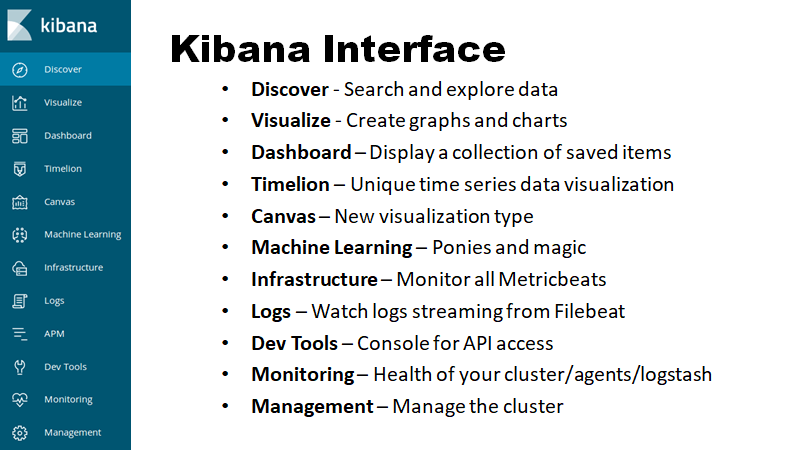 kibana
Discover
Visualize
Dashboard
Timelion
Canvas
Machine Learning
Infrastructure
Logs
APM
Dev Tools
Monitoring
Management
Kibana Interface
• Discover - Search and explore data
• Visualize - Create graphs and charts
• Dashboard – Display a collection of saved items
• Timelion – Unique time series data visualization
• Canvas – New visualization type
• Machine Learning – Ponies and magic
• Infrastructure – Monitor all Metricbeats
• Logs – Watch logs streaming from Filebeat
• Dev Tools – Console for API access
• Monitoring – Health of your cluster/agents/logstash
• Management – Manage the cluster